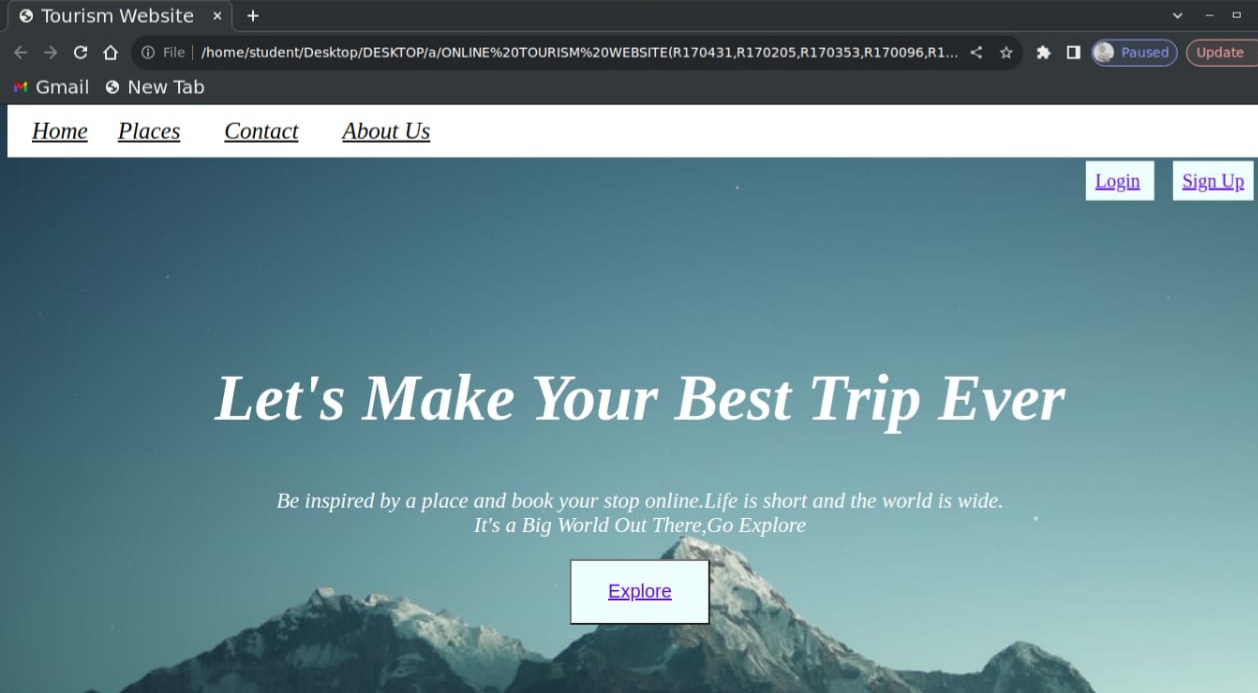 Tourism Website
File /home/student/Desktop/DESKTOP/a/ONLINE%20TOURISM%20WEBSITE(R170431,R170205,R170353,R170096,R1... Paused Update
Gmail New Tab
Home Places Contact About Us
Login Sign Up
Let's Make Your Best Trip Ever
Be inspired by a place and book your stop online.Life is short and the world is wide.
It's a Big World Out There,Go Explore
Explore